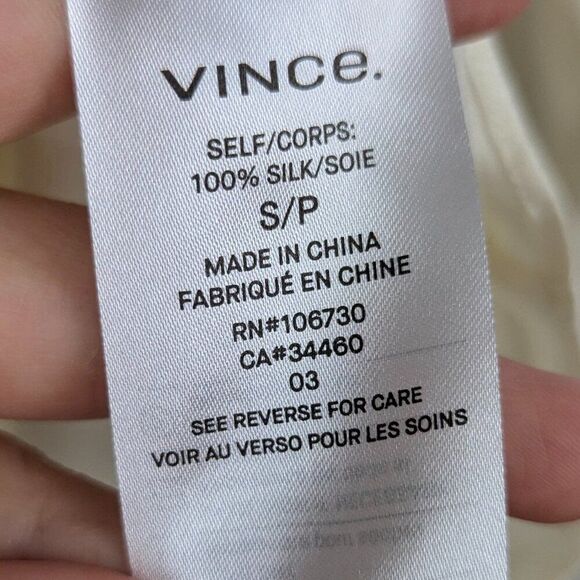 VINCe.
SELF/CORPS:
100% SILK/SOIE
S/P
MADE IN CHINA
FABRIQUÉ EN CHINE
RN#106730
CA#34460
03
SEE REVERSE FOR CARE
VOIR AU VERSO POUR LES SOINS